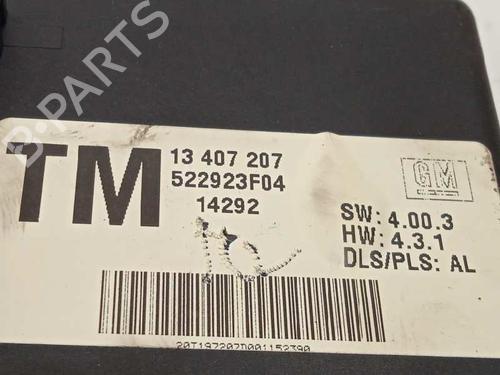 TM
13 407 207
522923F04
14292
GM
SW: 4.00.3
HW: 4.3.1
DLS/PLS: AL
B-PARTS